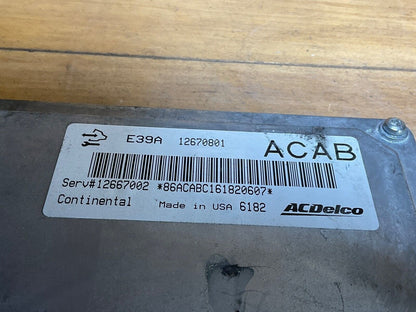 E39A 12670801 ACAB
Serv#12667002 *86ACABC161820607*
Continental Made in USA 6182 ACDelco